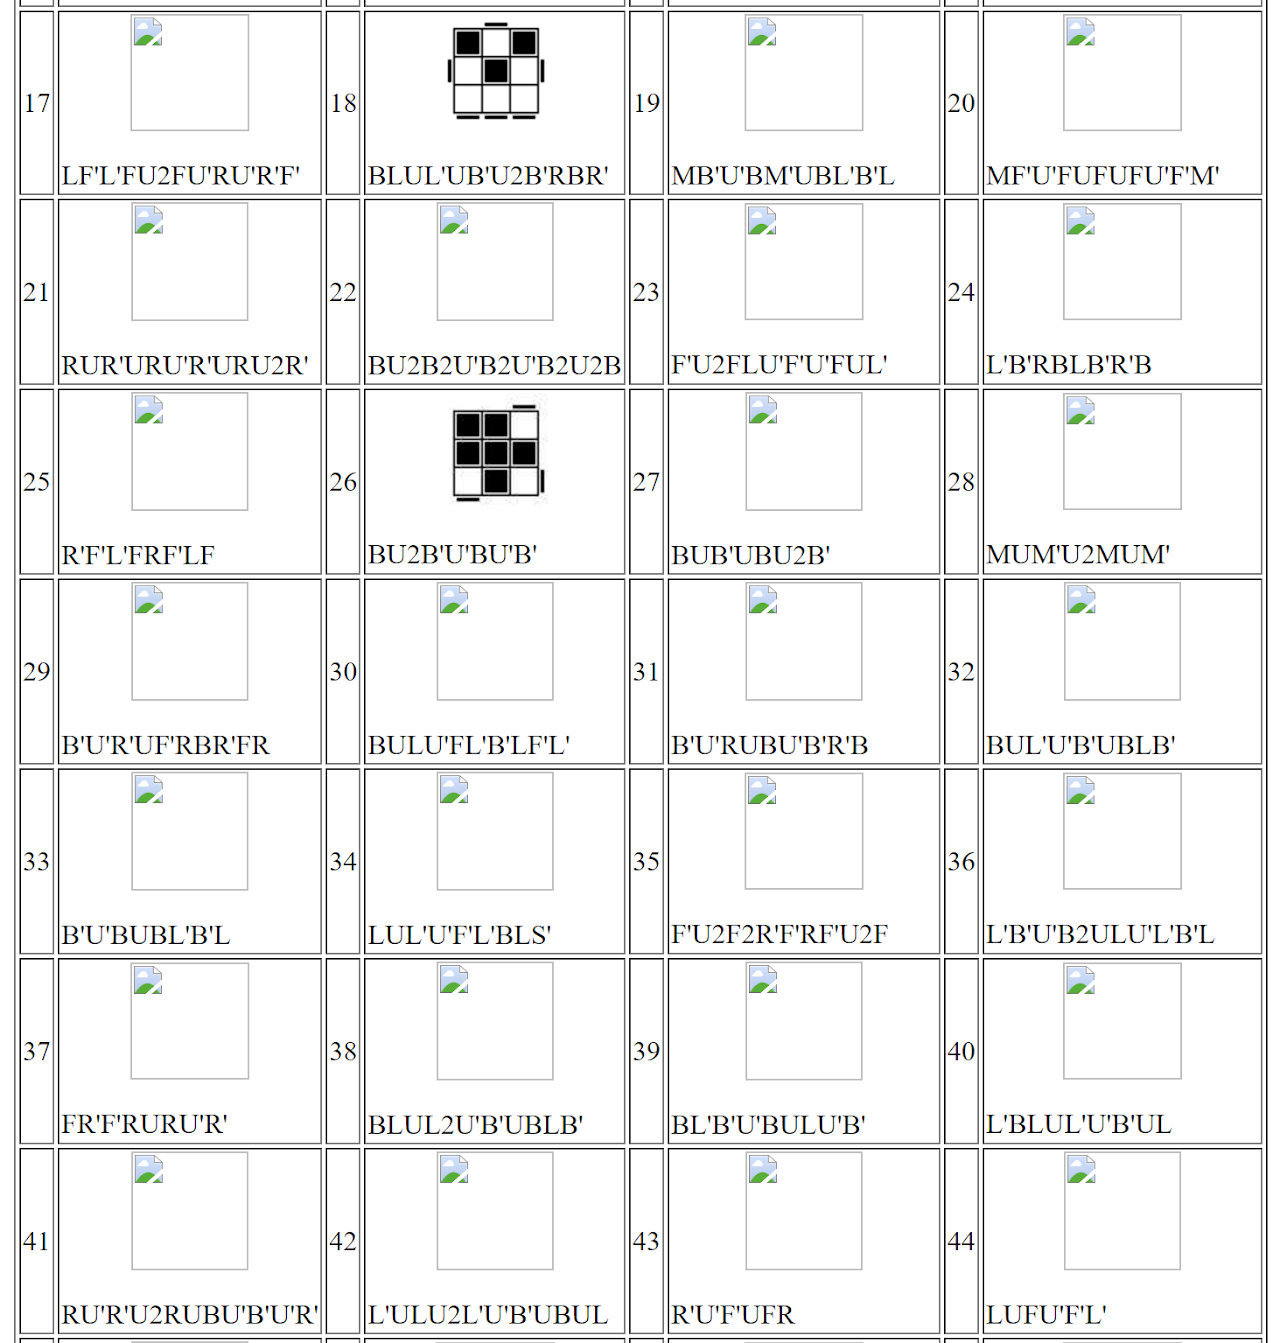 17
LF'L'FU2FU'RU'R'F'
18
BLUL'UB'U2B'RBR'
19
MB'U'BM'UBL'B'L
20
MF'U'FUFUFU'F'M'
21
RUR'URU'R'URU2R'
22
BU2B2U'B2U'B2U2B
23
F'U2FLU'F'U'FUL'
24
L'B'RBLB'R'B
25
R'F'L'FRF'LF
26
BU2B'U'BU'B'
27
BUB'UBU2B'
28
MUM'U2MUM'
29
B'U'R'UF'RBR'FR
30
BULU'FL'B'LF'L'
31
B'U'RUBU'B'R'B
32
BUL'U'B'UBLB'
33
B'U'BUBL'B'L
34
LUL'U'F'L'BLS'
35
F'U2F2R'F'RF'U2F
36
L'B'U'B2ULU'L'B'L
37
FR'F'RURU'R'
38
BLUL2U'B'UBLB'
39
BL'B'U'BULU'B'
40
L'BLUL'U'B'UL
41
RU'R'U2RUBU'B'U'R'
42
L'ULU2L'U'B'UBUL
43
R'U'F'UFR
44
LUFU'F'L'